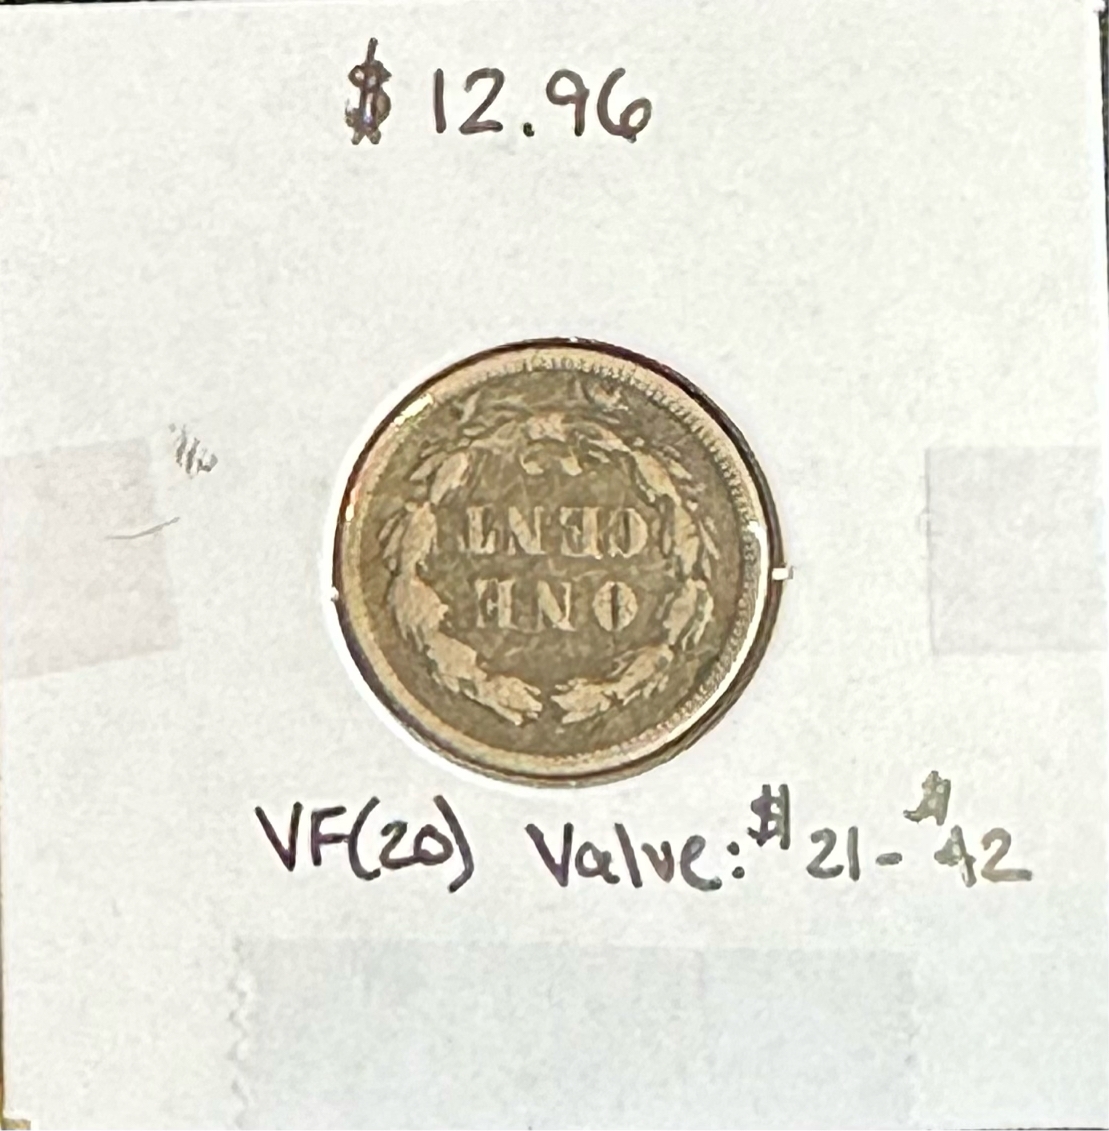 $ 12.96
ONE
CENT
VF(20) Value: $21-$42